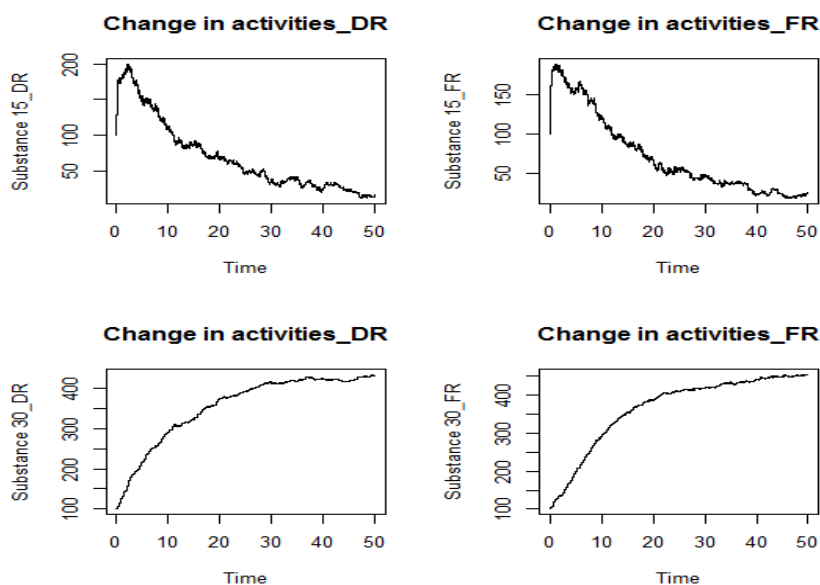 Change in activities_DR
Substance 15_DR
200
100
50
0 10 20 30 40 50
Time
Change in activities_FR
Substance 15_FR
150
100
50
0 10 20 30 40 50
Time
Change in activities_DR
Substance 30_DR
400
300
200
100
0 10 20 30 40 50
Time
Change in activities_FR
Substance 30_FR
400
300
200
100
0 10 20 30 40 50
Time